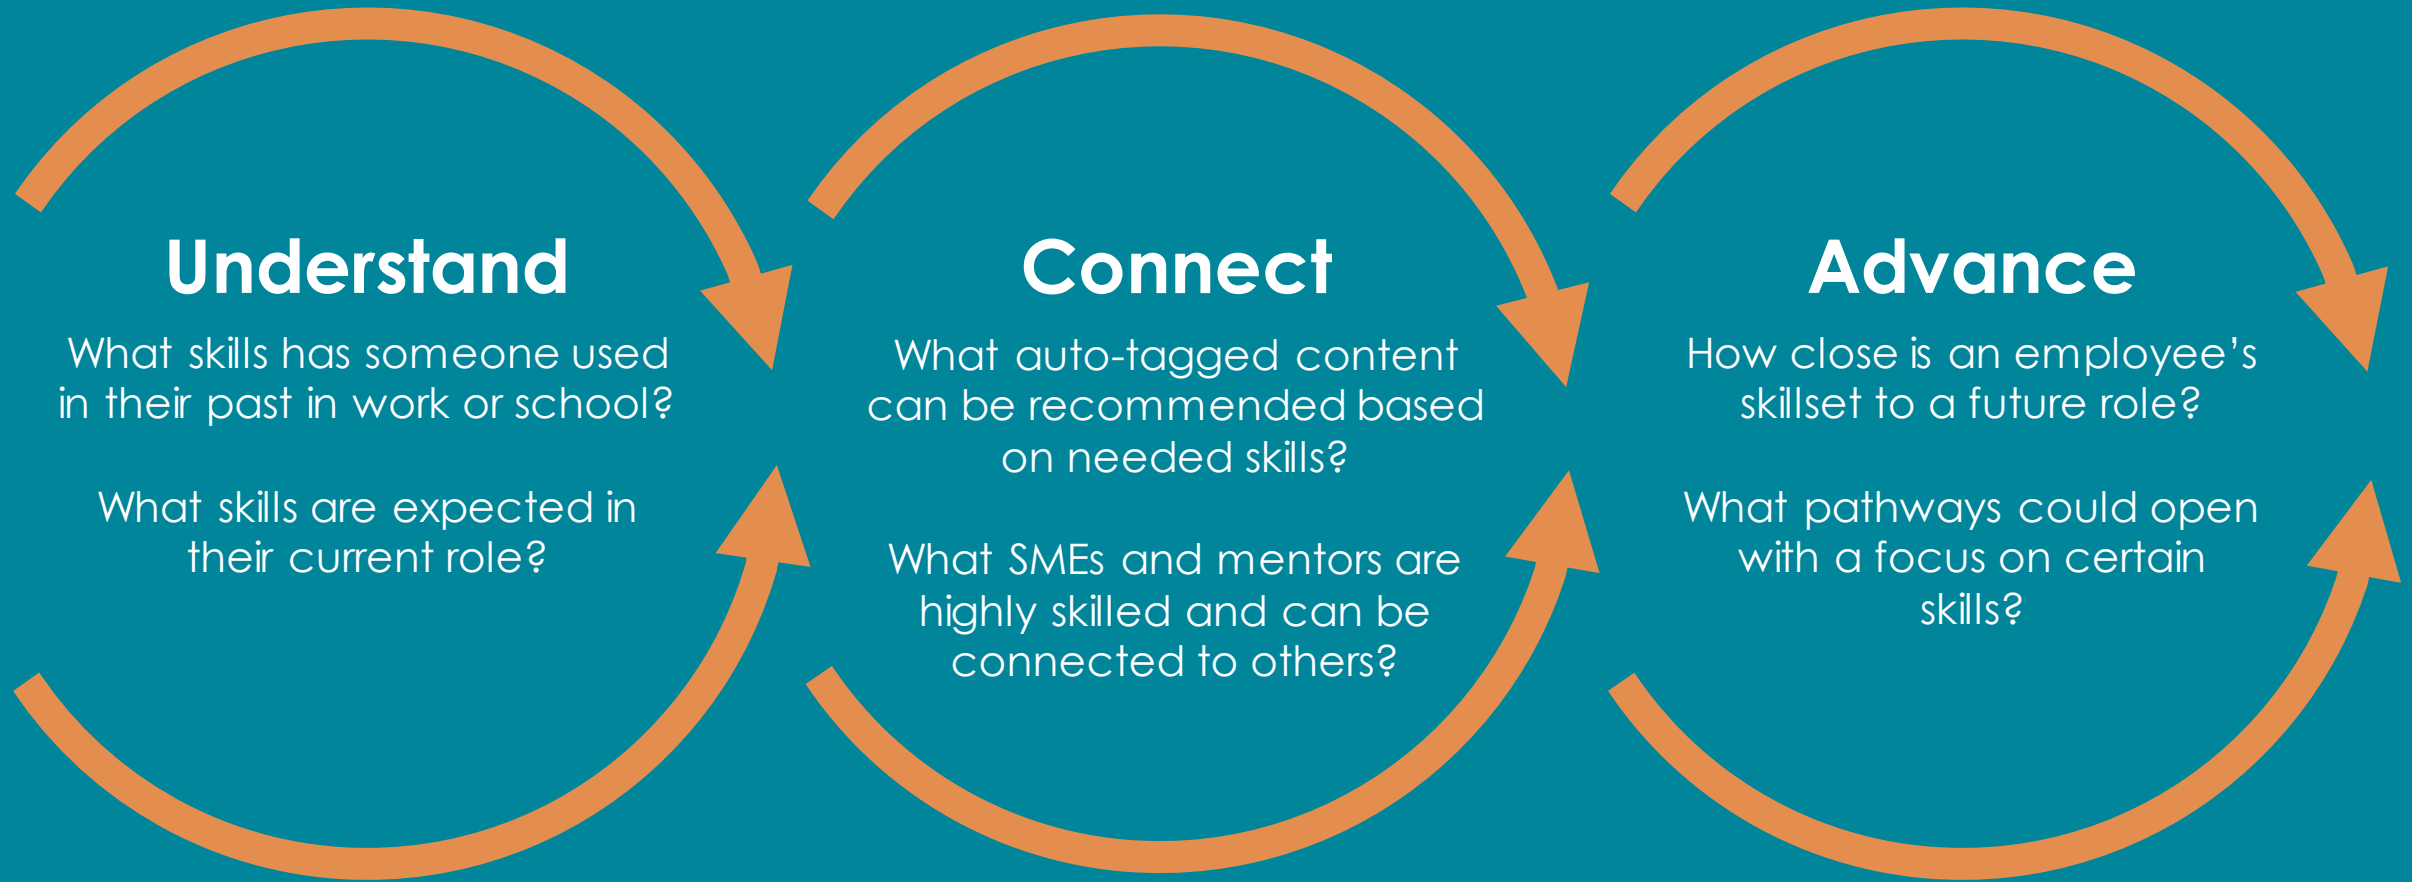 Understand
What skills has someone used
in their past in work or school?
What skills are expected in
their current role?
Connect
What auto-tagged content
can be recommended based
on needed skills?
What SMEs and mentors are
highly skilled and can be
connected to others?
Advance
How close is an employee’s
skillset to a future role?
What pathways could open
with a focus on certain
skills?